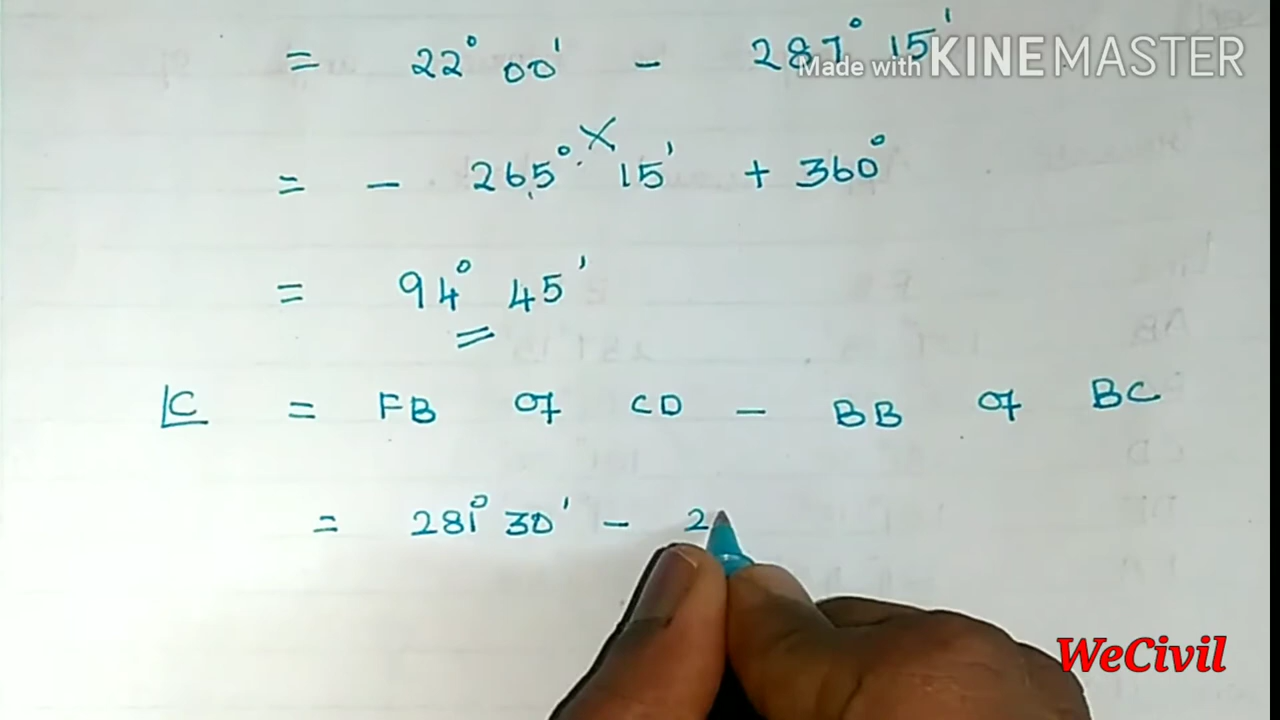 = 22° 00' - 287° 15'
Made with KINEMASTER
= - 265° 15' + 360°
= 94° 45'
∠C = FB of CD - BB of BC
= 281° 30' - 2
WeCivil